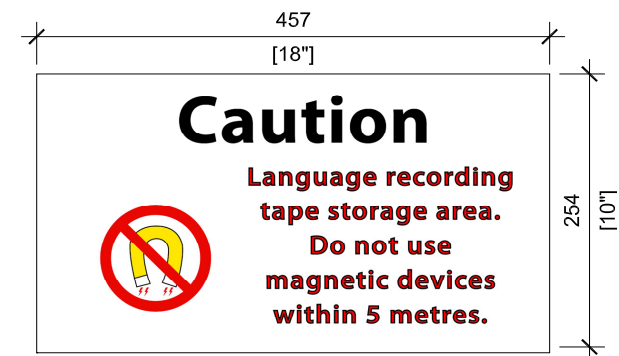 457
[18"]
Caution
Language recording
tape storage area.
Do not use
magnetic devices
within 5 metres.
254
[10"]